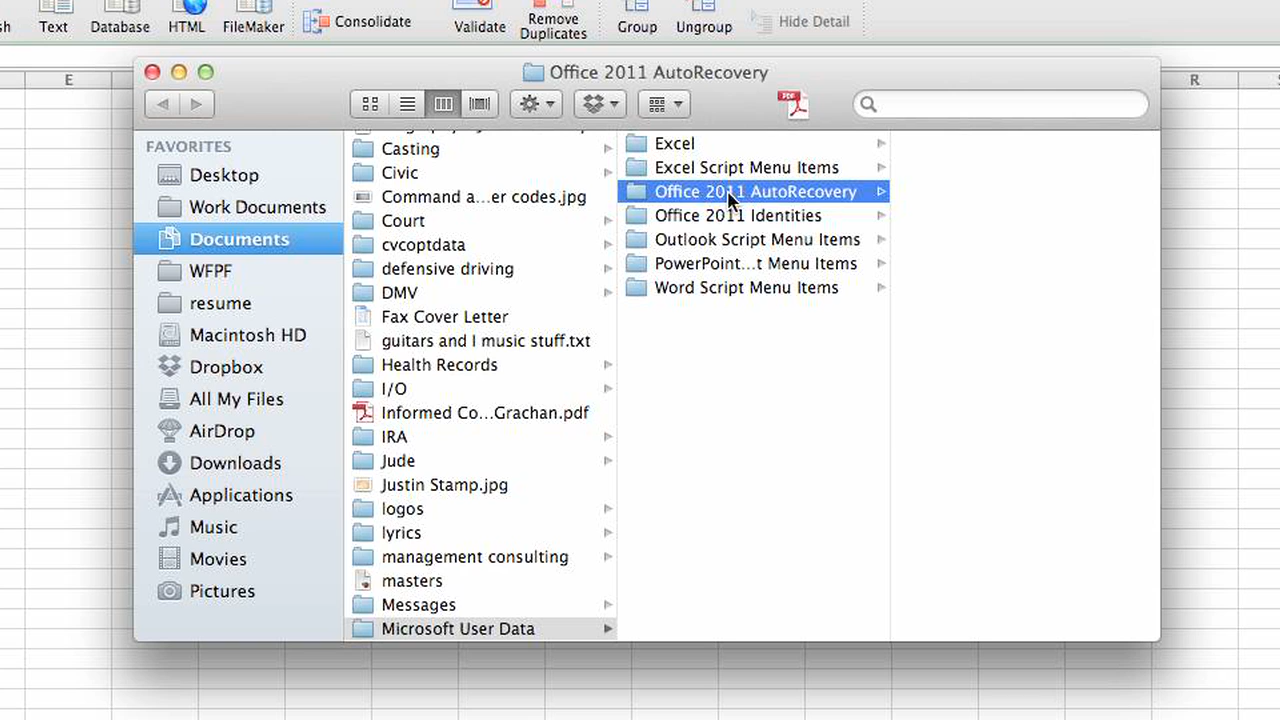 Text
Database
HTML
FileMaker
Consolidate
Validate
Remove
Duplicates
Group
Ungroup
Hide Detail
E
R
Office 2011 AutoRecovery
FAVORITES
Desktop
Work Documents
Documents
WFPF
resume
Macintosh HD
Dropbox
All My Files
AirDrop
Downloads
Applications
Music
Movies
Pictures
Casting
Civic
Command a...er codes.jpg
Court
cvcoptdata
defensive driving
DMV
Fax Cover Letter
guitars and I music stuff.txt
Health Records
I/O
Informed Co...Grachan.pdf
IRA
Jude
Justin Stamp.jpg
logos
lyrics
management consulting
masters
Messages
Microsoft User Data
Excel
Excel Script Menu Items
Office 2011 AutoRecovery
Office 2011 Identities
Outlook Script Menu Items
PowerPoint...t Menu Items
Word Script Menu Items